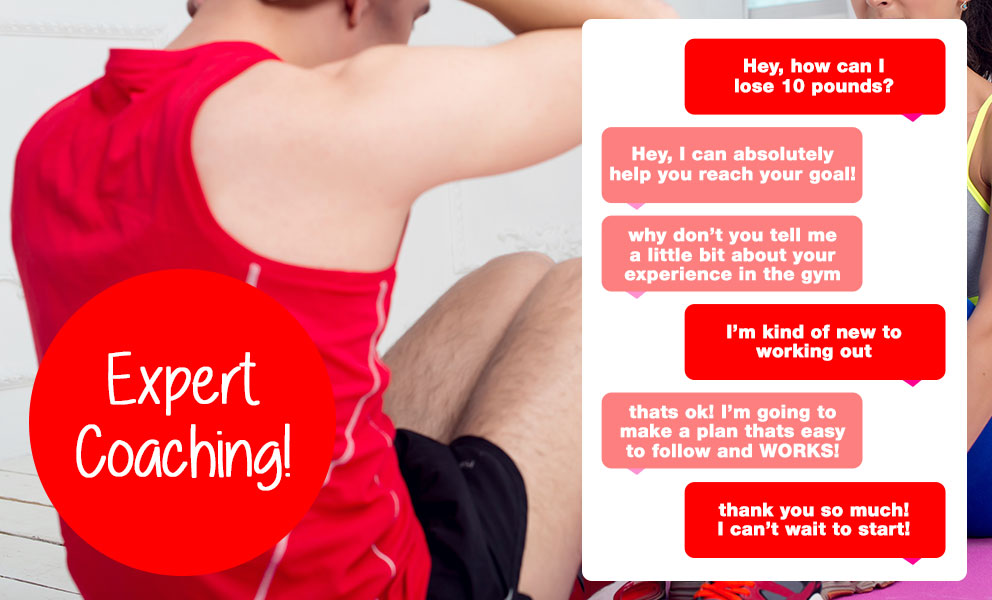 Expert
Coaching!
Hey, how can I
lose 10 pounds?
Hey, I can absolutely
help you reach your goal!
why don’t you tell me
a little bit about your
experience in the gym
I’m kind of new to
working out
thats ok! I’m going to
make a plan thats easy
to follow and WORKS!
thank you so much!
I can’t wait to start!